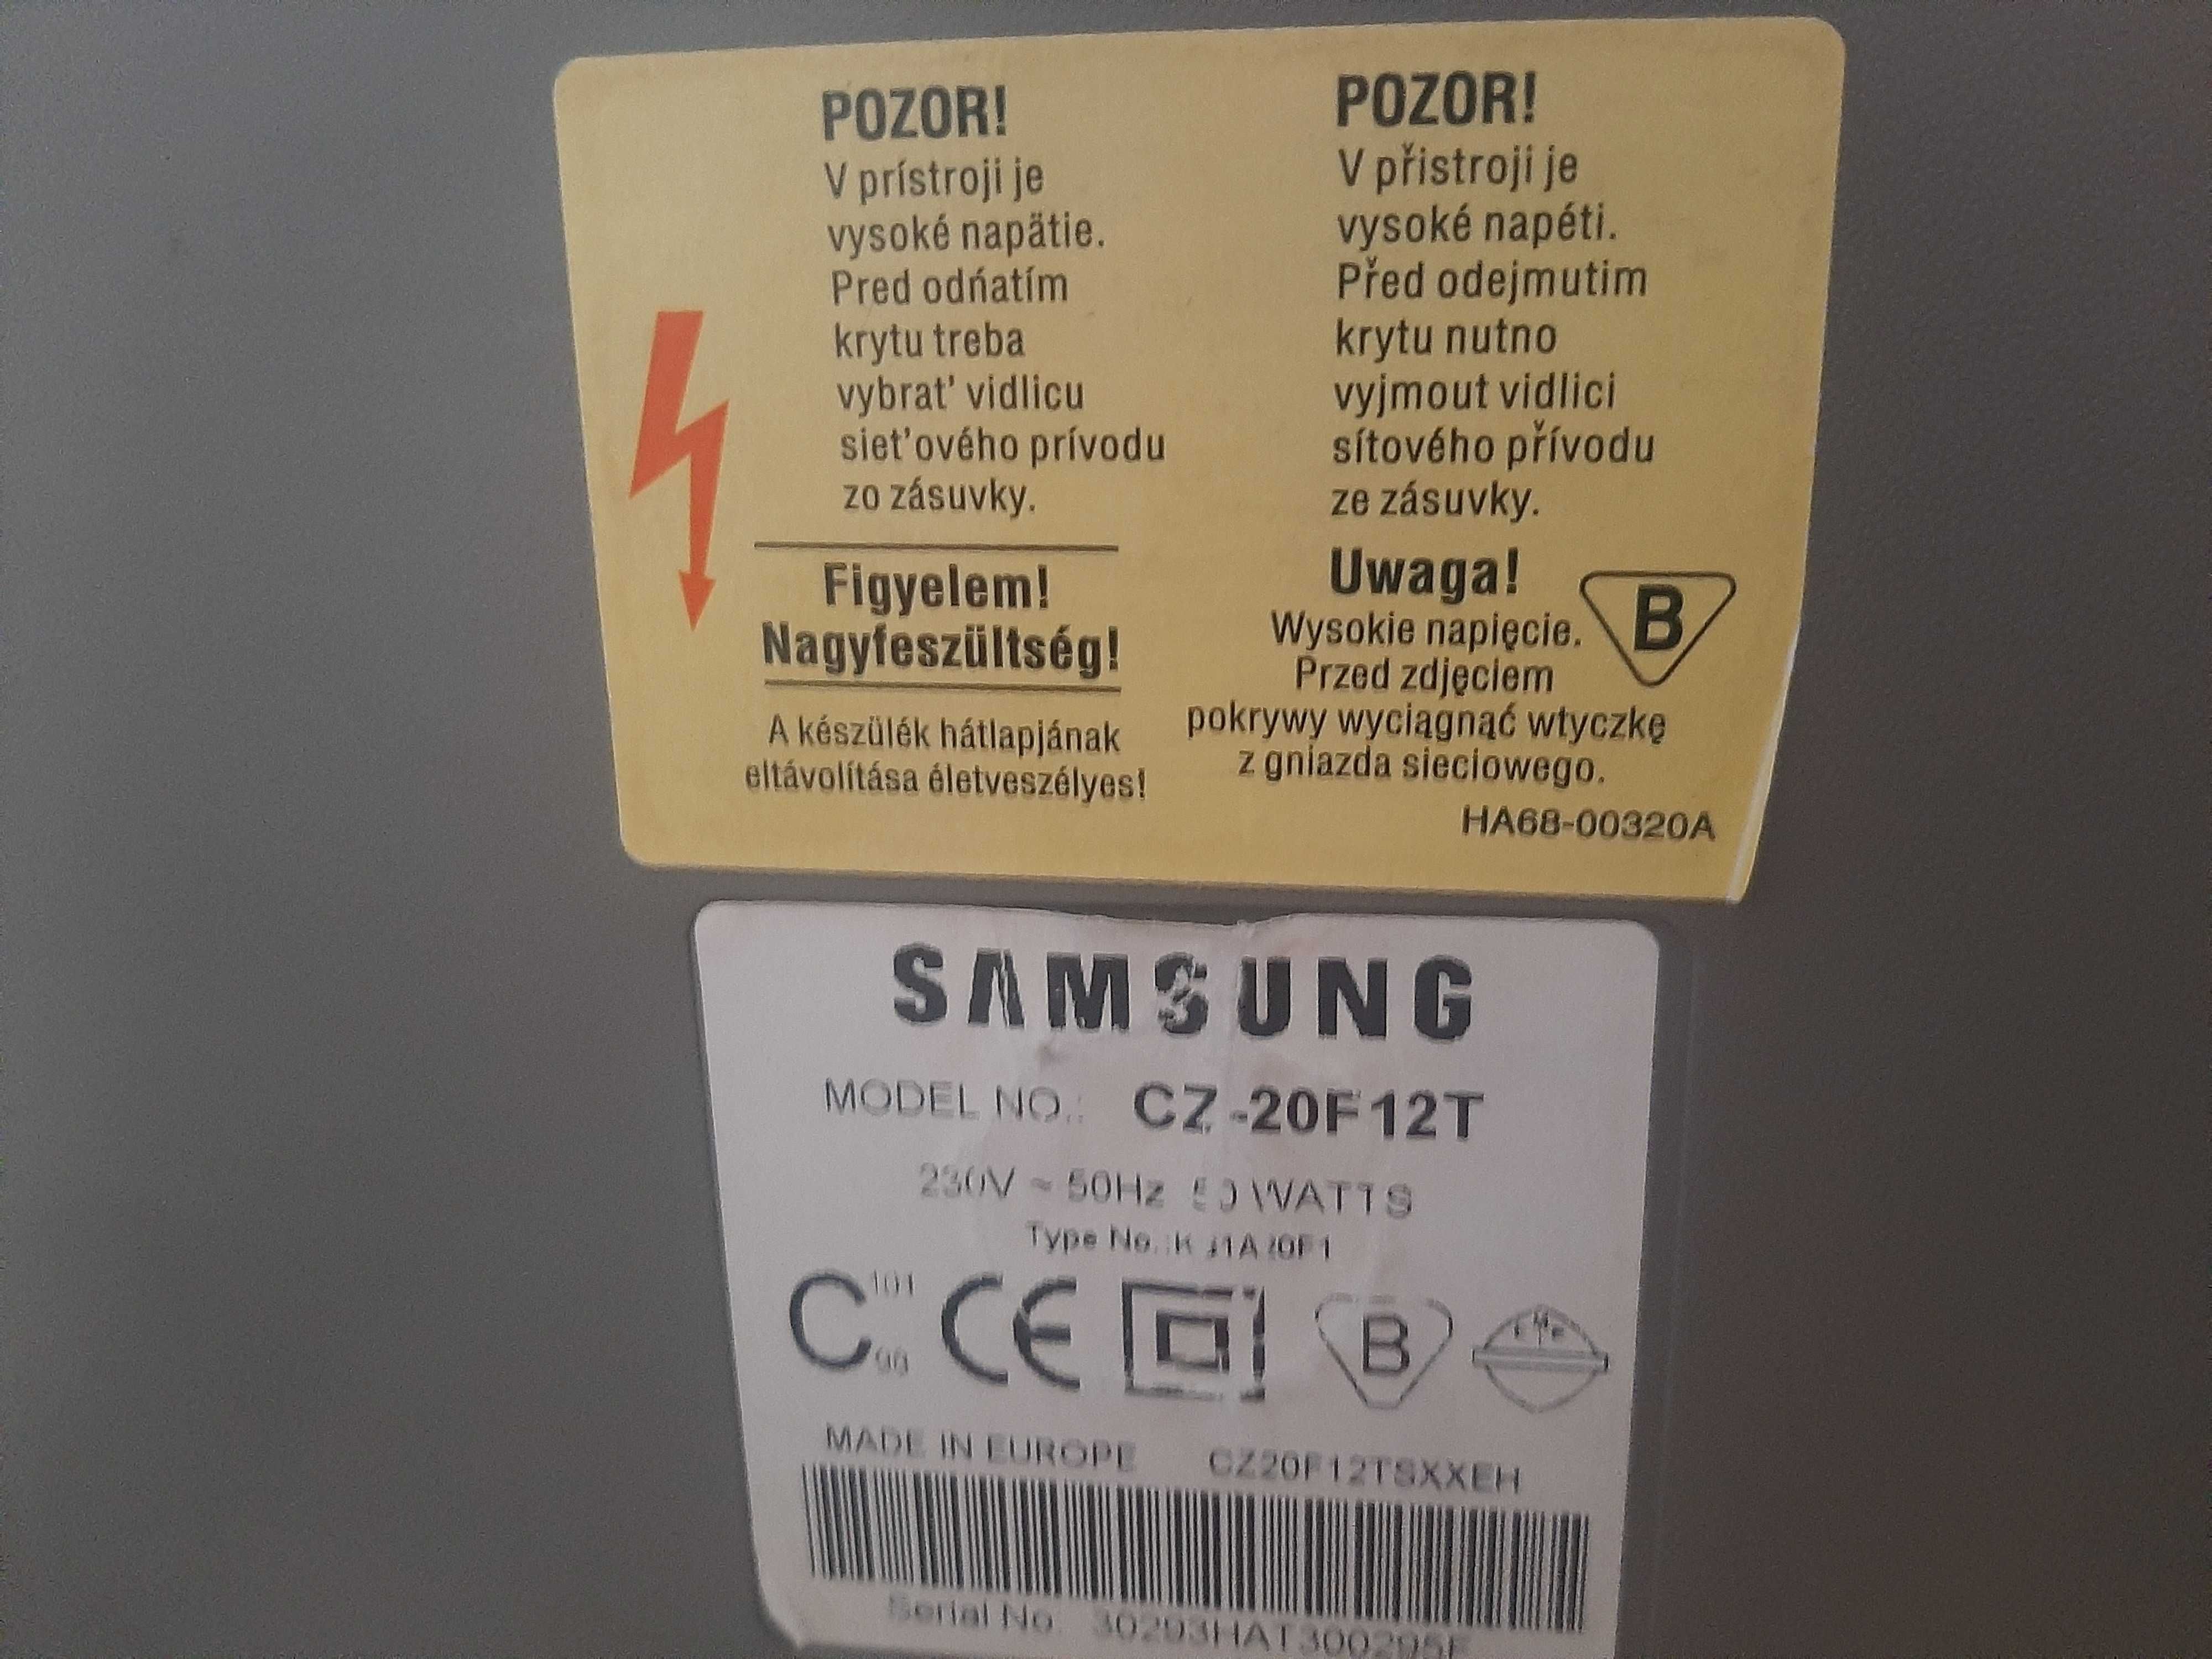 POZOR!
V prístroji je
vysoké napätie.
Pred odńatím
krytu treba
vybrat' vidlicu
siet'ového prívodu
zo zásuvky.
POZOR!
V přistroji je
vysoké napéti.
Před odejmutim
krytu nutno
vyjmout vidlici
sítového přívodu
ze zásuvky.
Figyelem!
Nagyfeszültség!
A készülék hátlapjának
eltávolítása életveszélyes!
Uwaga!
Wysokie napięcie.
Przed zdjęciem
pokrywy wyciągnąć wtyczkę
z gniazda sieciowego.
B
HA68-00320A
SAMSUNG
MODEL NO.: CZ-20F12T
230V ~ 50Hz WATTS
Type No.:
C CE B
MADE IN EUROPE CZ20F12TSXXEH
Serial No.